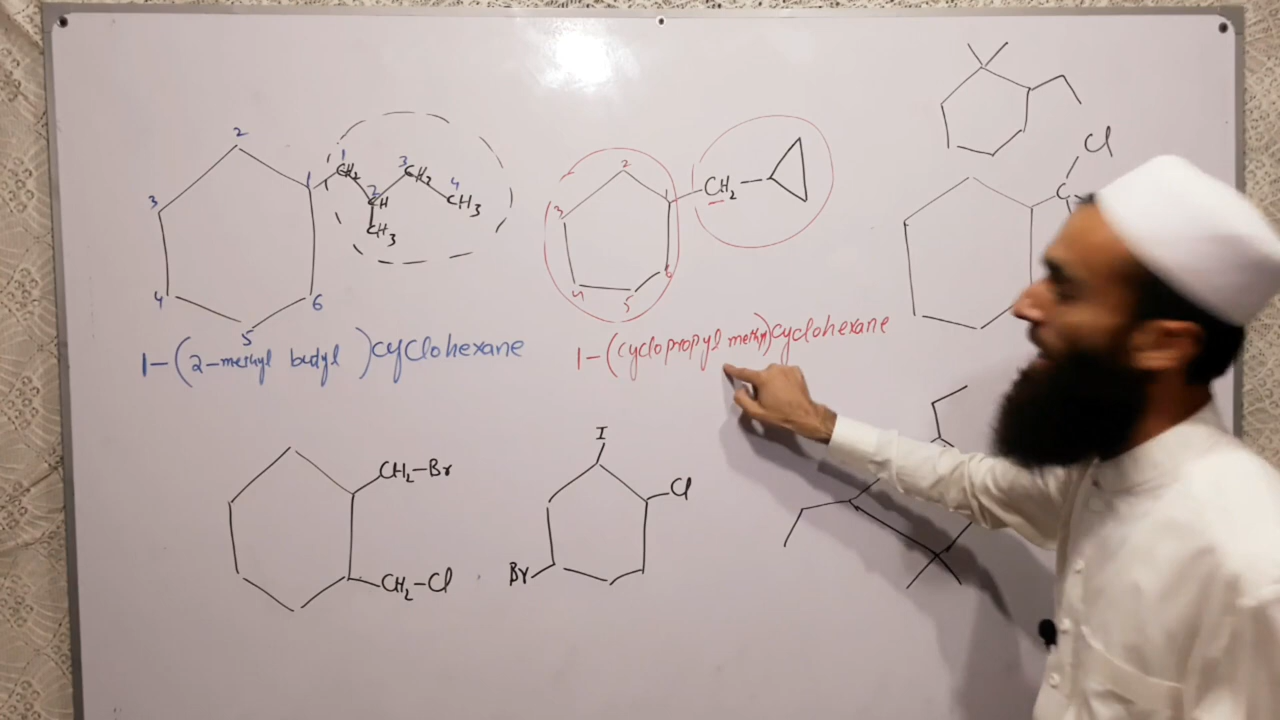 2
3
4
5
6
1
1
CH2
2
CH
3
CH2
4
CH3
CH3
1-(2-methyl butyl)cyclohexane
2
3
4
5
6
1
CH2
1-(cyclopropyl methyl)cyclohexane
Cl
C
CH2-Br
CH2-Cl
I
Cl
Br